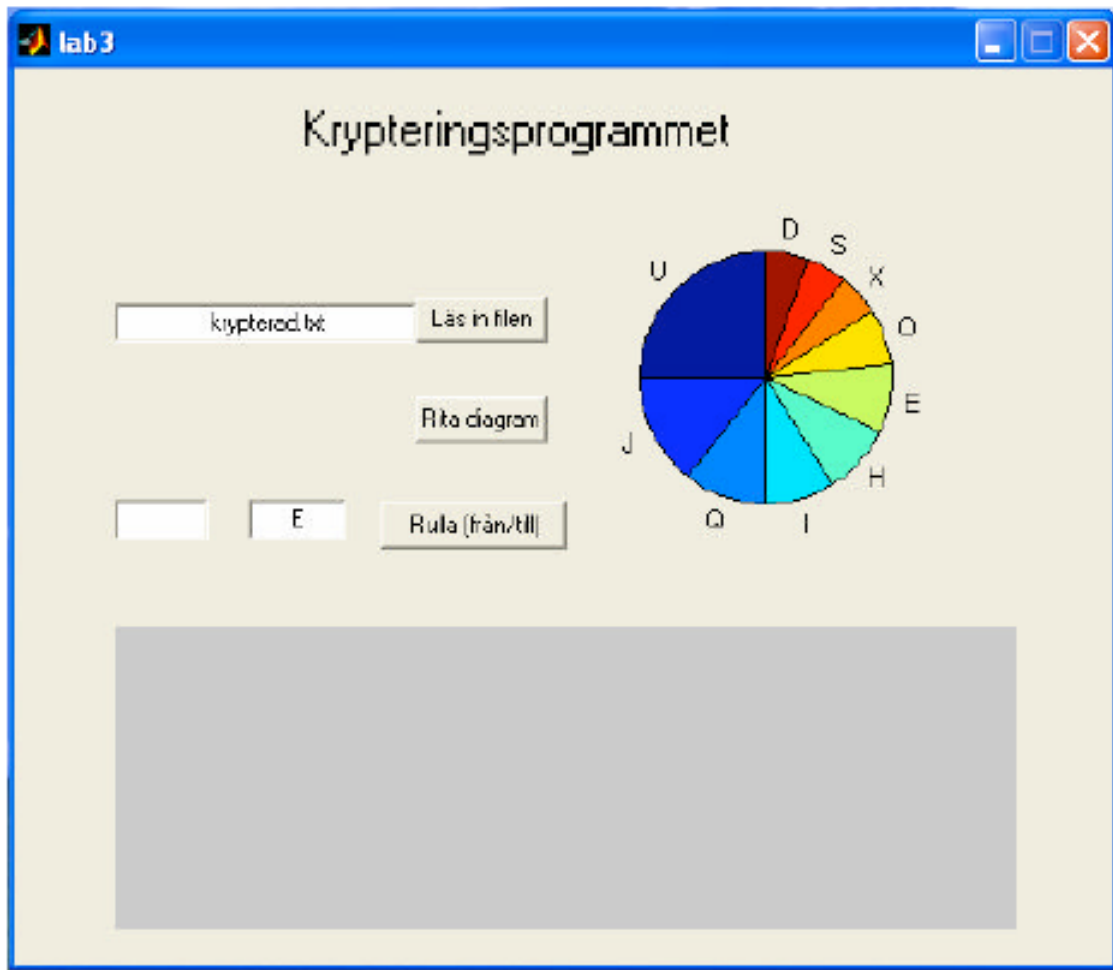 lab3
Krypteringsprogrammet
D
S
U
X
krypterad.txt
Läs in filen
O
Rita diagram
E
J
H
E
Rulla (från/till)
Q
I